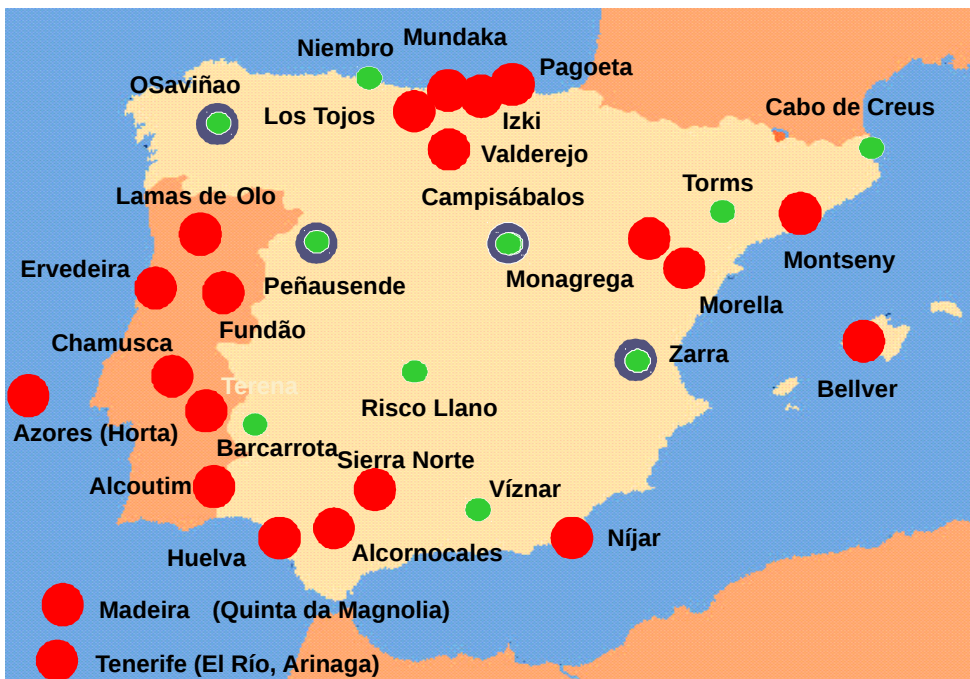 Mundaka
Niembro
Pagoeta
OSaviñao
Cabo de Creus
Los Tojos
Izki
Valderejo
Torms
Lamas de Olo
Campisábalos
Montseny
Ervedeira
Monagrega
Peñausende
Morella
Fundão
Chamusca
Zarra
Terena
Bellver
Risco Llano
Azores (Horta)
Barcarrota
Sierra Norte
Alcoutim
Víznar
Níjar
Huelva
Alcornocales
Madeira (Quinta da Magnolia)
Tenerife (El Río, Arinaga)